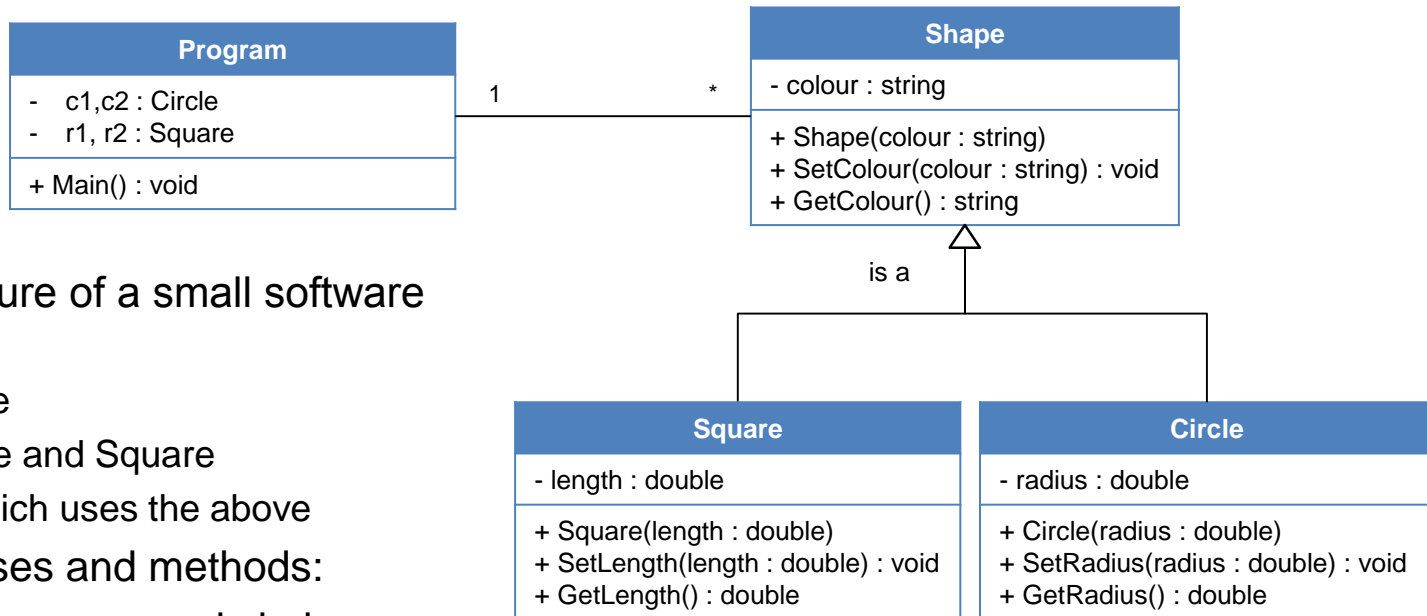 Program
- c1,c2 : Circle
- r1, r2 : Square
+ Main() : void
1
*
Shape
- colour : string
+ Shape(colour : string)
+ SetColour(colour : string) : void
+ GetColour() : string
is a
ure of a small software
e
e and Square
ich uses the above
ses and methods:
Square
- length : double
+ Square(length : double)
+ SetLength(length : double) : void
+ GetLength() : double
Circle
- radius : double
+ Circle(radius : double)
+ SetRadius(radius : double) : void
+ GetRadius() : double